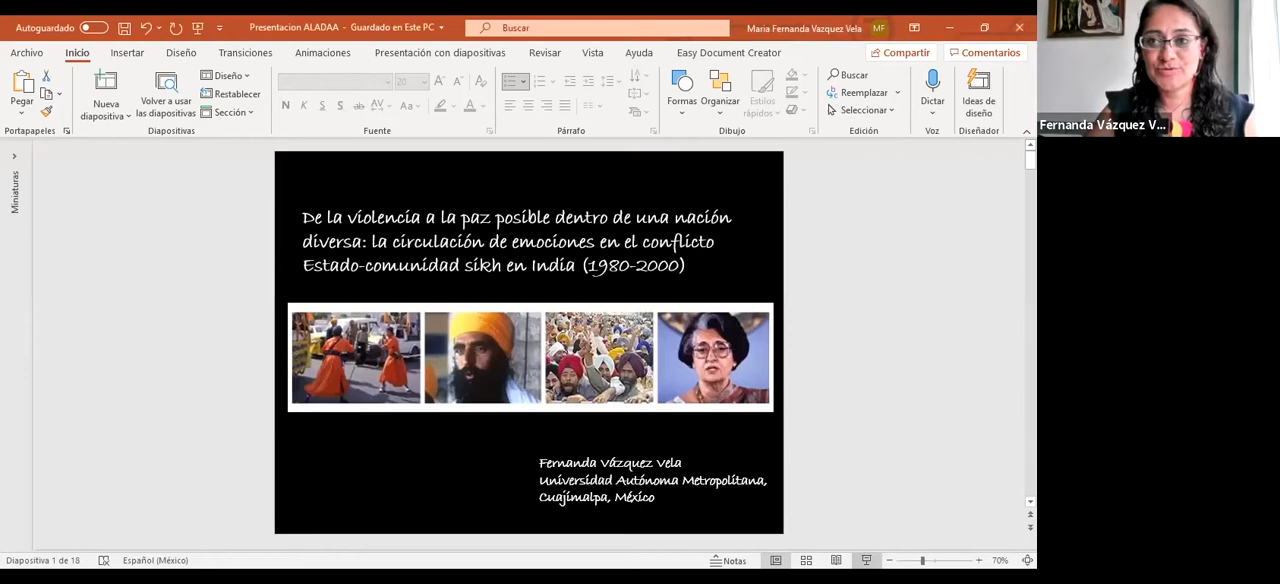 Autoguardado
Presentacion ALADAA - Guardado en Este PC
Buscar
Maria Fernanda Vazquez Vela
MF
Archivo
Inicio
Insertar
Diseño
Transiciones
Animaciones
Presentación con diapositivas
Revisar
Vista
Ayuda
Easy Document Creator
Compartir
Comentarios
Pegar
Nueva
diapositiva
Volver a usar
las diapositivas
Diseño
Restablecer
Sección
20
N K S S ab AV Aa A
Formas
Organizar
Estilos
rápidos
Buscar
Reemplazar
Seleccionar
Dictar
Ideas de
diseño
Portapapeles
Diapositivas
Fuente
Párrafo
Dibujo
Edición
Voz
Diseñador
Fernanda Vázquez V...
Miniaturas
De la violencia a la paz posible dentro de una nación
diversa: la circulación de emociones en el conflicto
Estado-comunidad sikh en India (1980-2000)
Fernanda Vázquez Vela
Universidad Autónoma Metropolitana,
Cuajimalpa, México
Diapositiva 1 de 18
Español (México)
Notas
70%